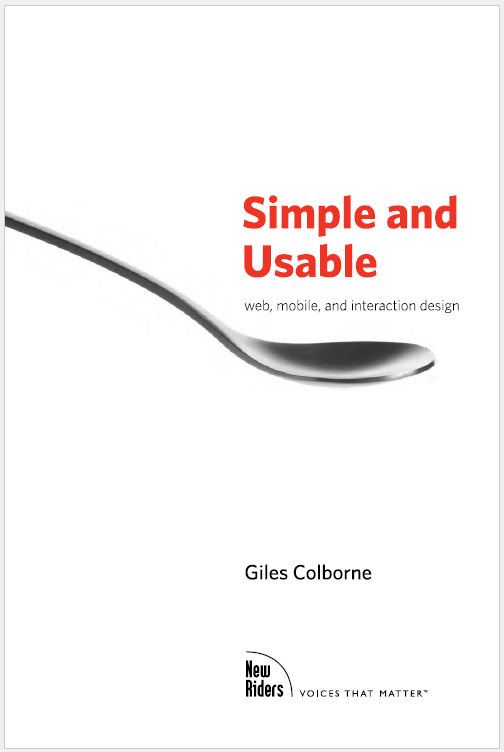 Simple and
Usable
web, mobile, and interaction design
Giles Colborne
New
Riders
VOICES THAT MATTER™